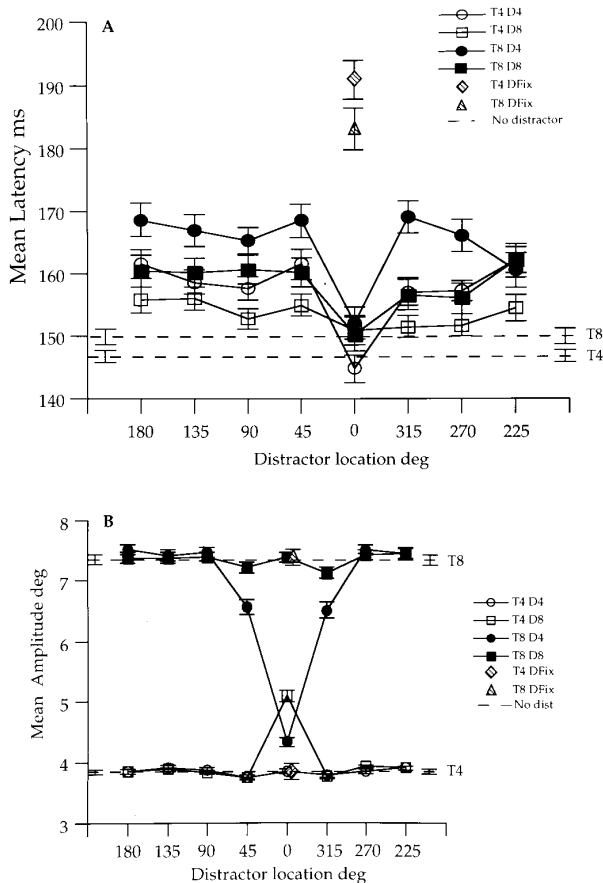 A
200
190
180
170
160
150
140
Mean Latency ms
T4 D4
T4 D8
T8 D4
T8 D8
T4 DFix
T8 DFix
No distractor
T8
T4
180 135 90 45 0 315 270 225
Distractor location deg
B
8
7
6
5
4
3
Mean Amplitude deg
T8
T4 D4
T4 D8
T8 D4
T8 D8
T4 DFix
T8 DFix
No dist
T4
180 135 90 45 0 315 270 225
Distractor location deg